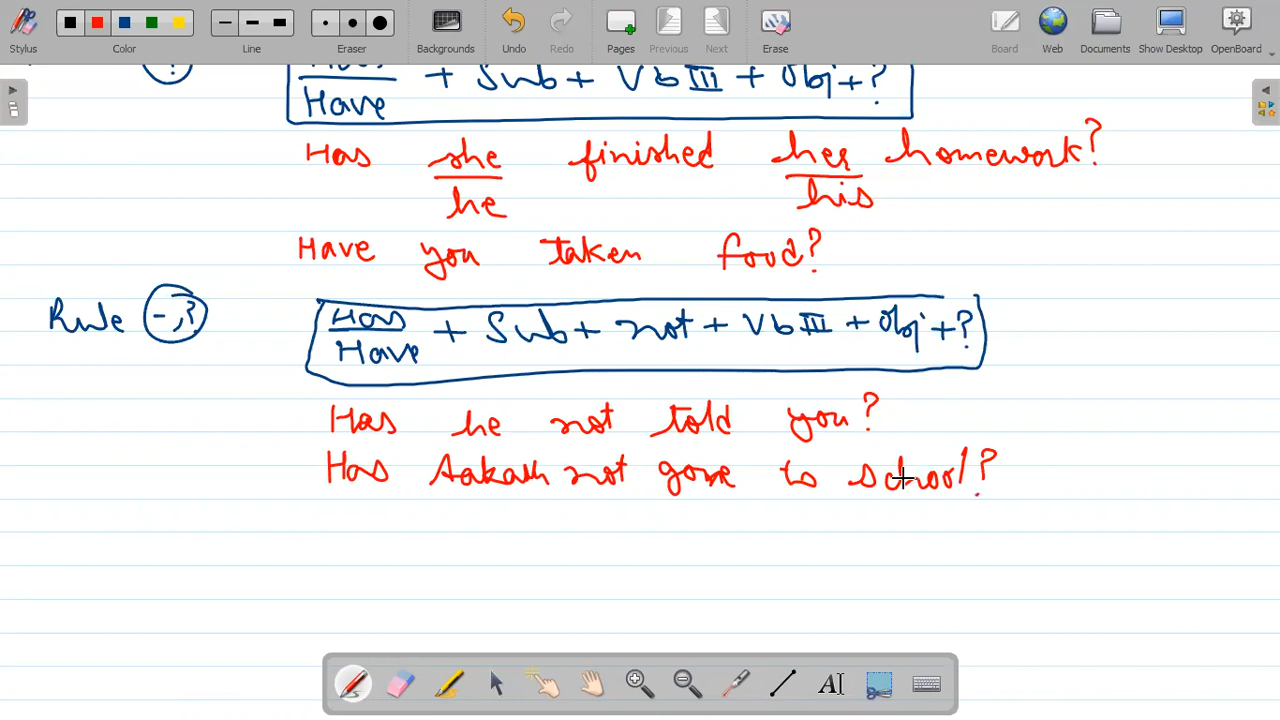 Stylus Color Line Eraser Backgrounds Undo Redo Pages Previous Next Erase Board Web Documents Show Desktop OpenBoard
?
Has
Have + Sub + Vb III + Obj + ?
Has she finished her homework?
he his
Have you taken food?
Rule -,? Has
Have + Sub + not + Vb III + Obj + ?
Has he not told you?
Has Aakash not gone to school?